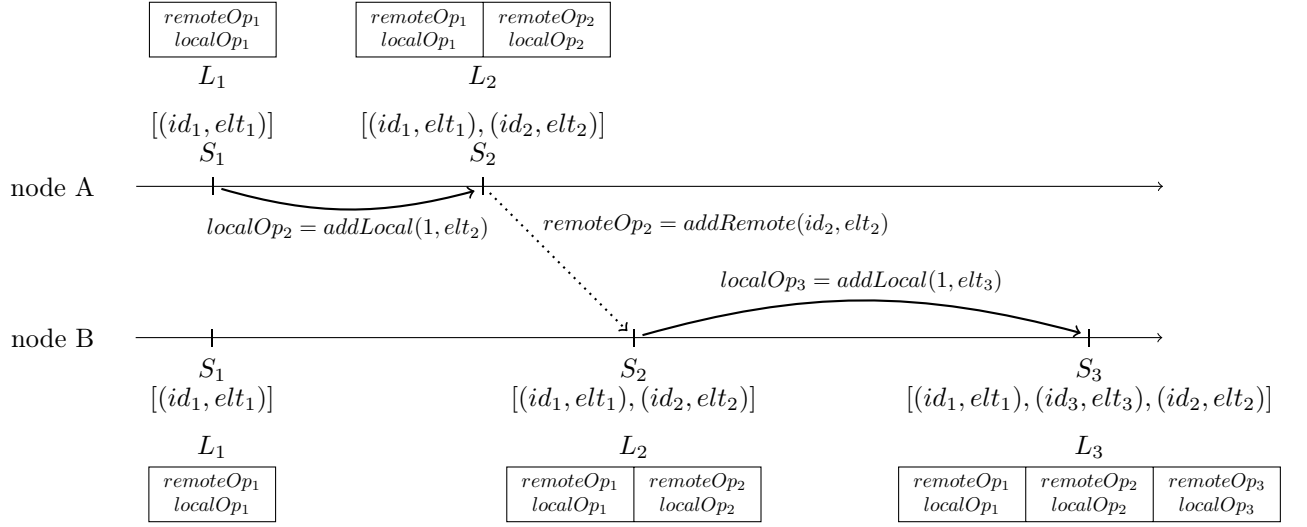 remoteOp₁ remoteOp₁ remoteOp₂
localOp₁ localOp₁ localOp₂
L₁ L₂
[(id₁, elt₁)] [(id₁, elt₁), (id₂, elt₂)]
S₁ S₂
node A
localOp₂ = addLocal(1, elt₂) remoteOp₂ = addRemote(id₂, elt₂)
localOp₃ = addLocal(1, elt₃)
node B
S₁ S₂ S₃
[(id₁, elt₁)] [(id₁, elt₁), (id₂, elt₂)] [(id₁, elt₁), (id₃, elt₃), (id₂, elt₂)]
L₁ L₂ L₃
remoteOp₁ remoteOp₁ remoteOp₂ remoteOp₁ remoteOp₂ remoteOp₃
localOp₁ localOp₁ localOp₂ localOp₁ localOp₂ localOp₃